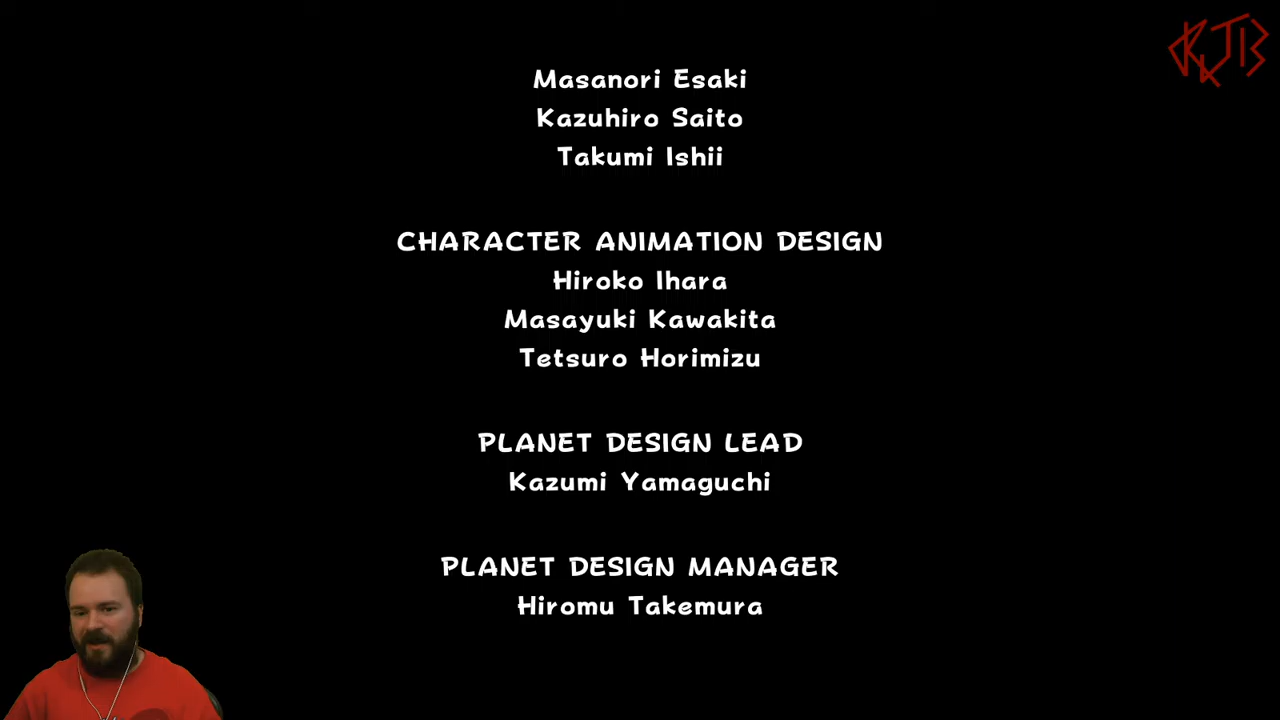 KJB
Masanori Esaki
Kazuhiro Saito
Takumi Ishii
CHARACTER ANIMATION DESIGN
Hiroko Ihara
Masayuki Kawakita
Tetsuro Horimizu
PLANET DESIGN LEAD
Kazumi Yamaguchi
PLANET DESIGN MANAGER
Hiromu Takemura